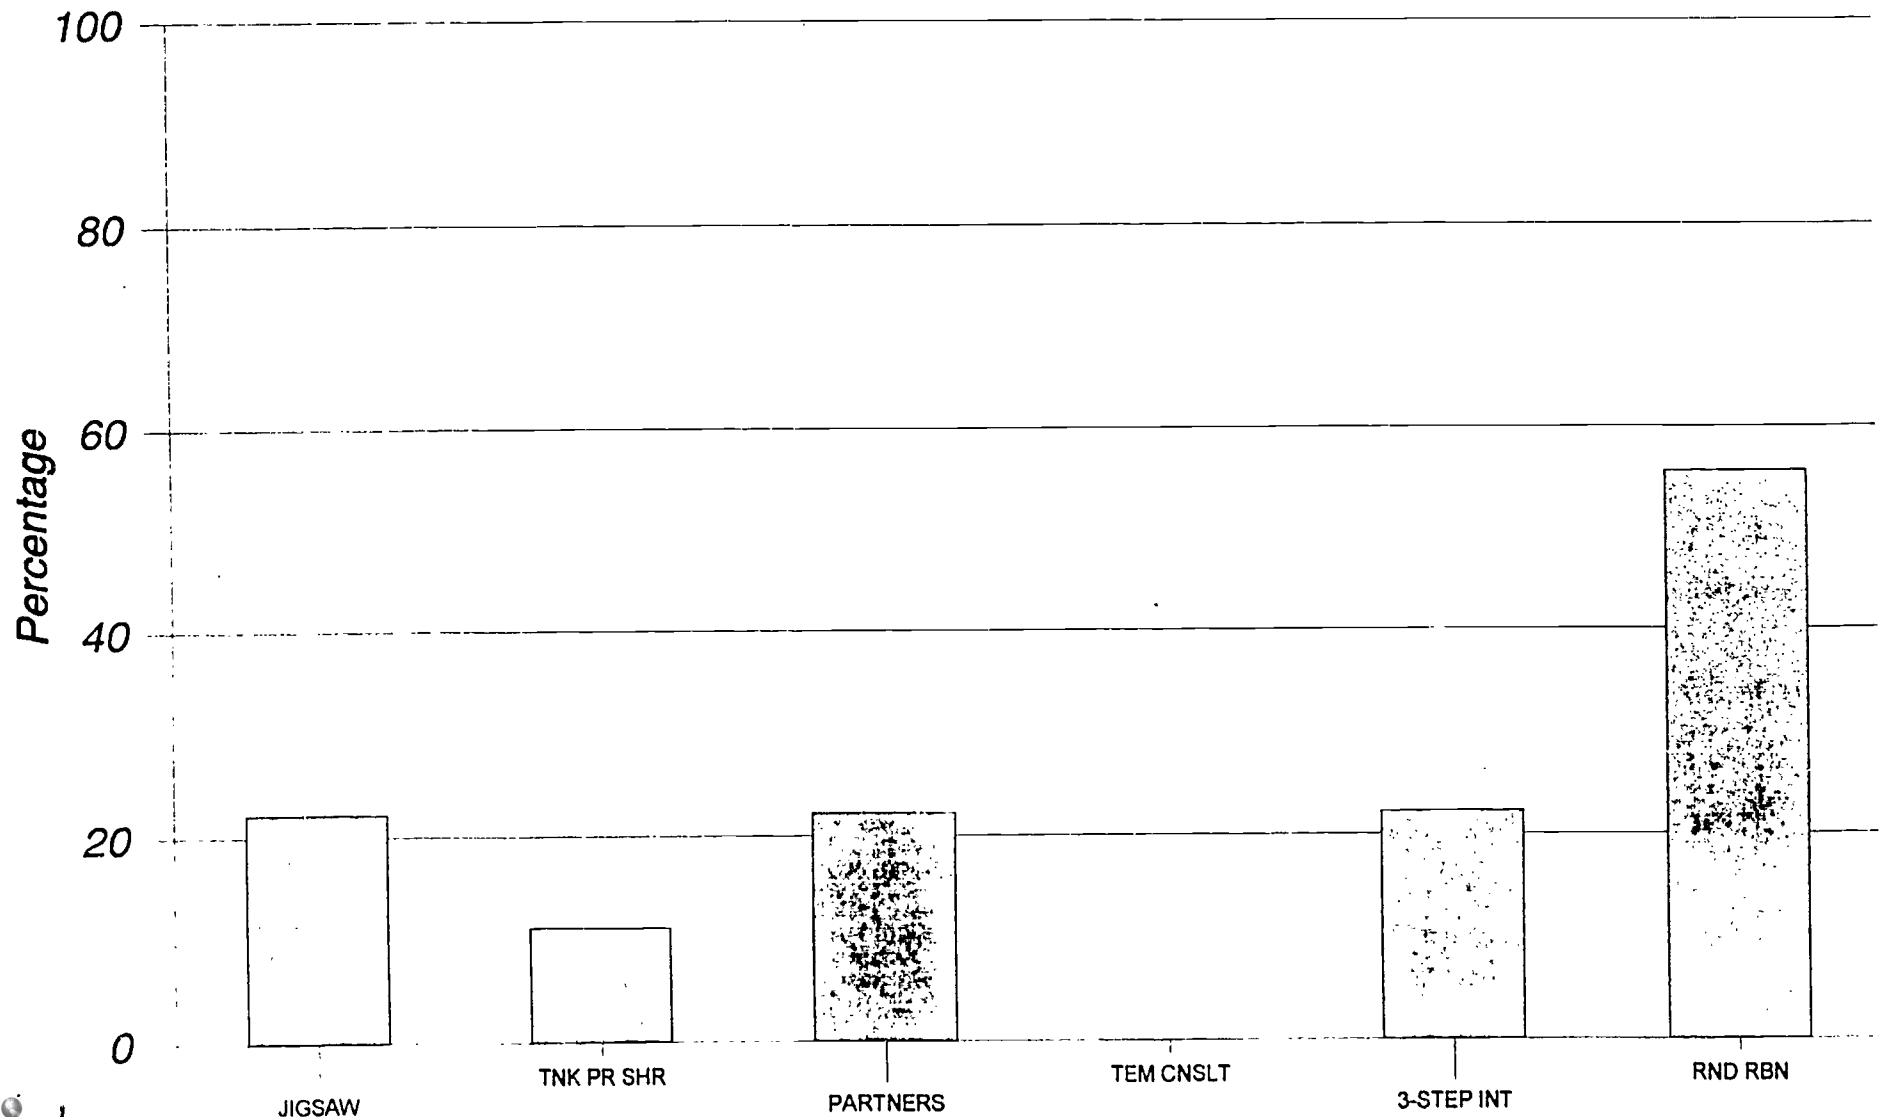 100
80
60
40
20
0
Percentage
JIGSAW
TNK PR SHR
PARTNERS
TEM CNSLT
3-STEP INT
RND RBN